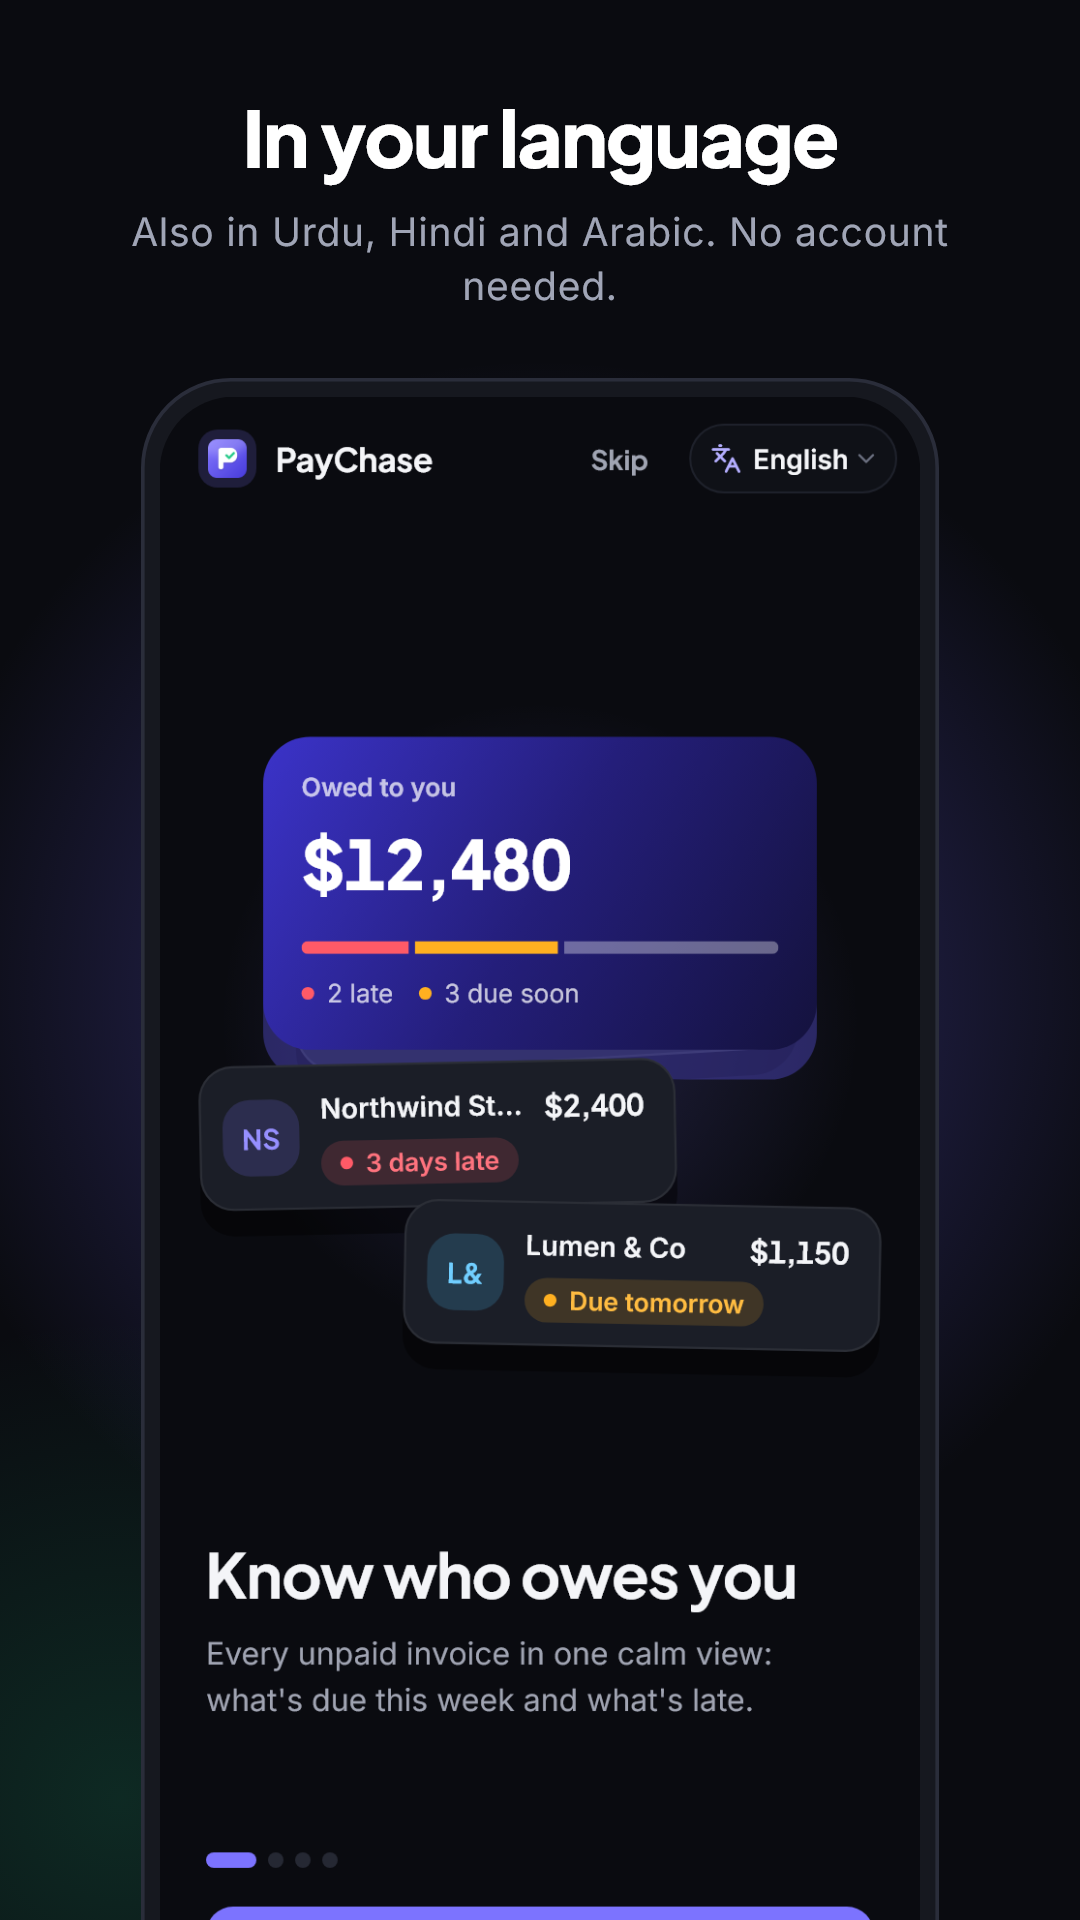 In your language
Also in Urdu, Hindi and Arabic. No account
needed.
PayChase
Skip
English
Owed to you
$12,480
2 late
3 due soon
NS
Northwind St...
$2,400
3 days late
L&
Lumen & Co
$1,150
Due tomorrow
Know who owes you
Every unpaid invoice in one calm view:
what's due this week and what's late.